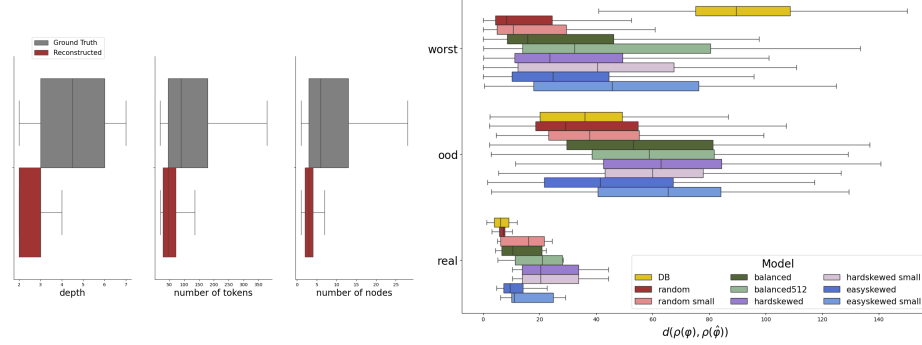 Ground Truth
Reconstructed
2 3 4 5 6 7
depth
50 100 150 200 250 300 350
number of tokens
0 5 10 15 20 25
number of nodes
worst
ood
real
Model
DB
random
random small
balanced
balanced512
hardskewed
hardskewed small
easyskewed
easyskewed small
0 20 40 60 80 100 120 140
d(ρ(φ), ρ(φ̂))